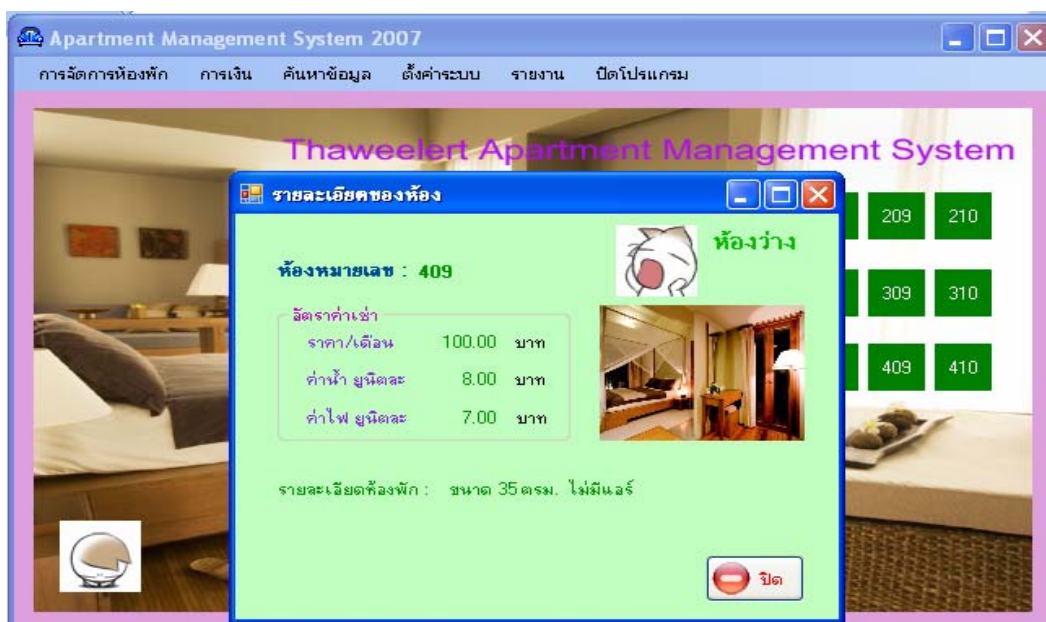 Apartment Management System 2007
การจัดการห้องพัก การเงิน ค้นหาข้อมูล ตั้งค่าระบบ รายงาน ปิดโปรแกรม
Thaweelert Apartment Management System
รายละเอียดของห้อง
209 210
ห้องว่าง
ห้องหมายเลข : 409
309 310
อัตราค่าเช่า
ราคา/เดือน 100.00 บาท
409 410
ค่าน้ำ ยูนิตละ 8.00 บาท
ค่าไฟ ยูนิตละ 7.00 บาท
รายละเอียดห้องพัก : ขนาด 35 ตรม. ไม่มีแอร์
ปิด